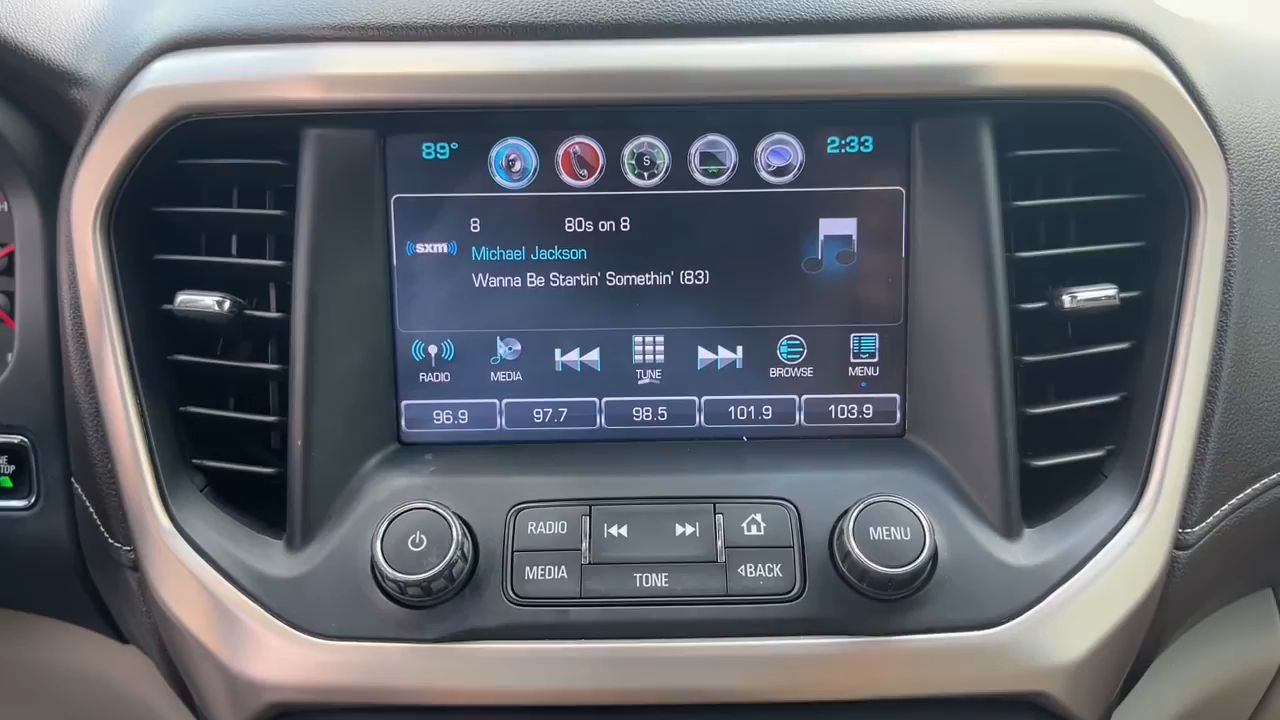 89° S 2:33
8 80s on 8
((sxm))
Michael Jackson
Wanna Be Startin' Somethin' (83)
RADIO MEDIA TUNE BROWSE MENU
96.9 97.7 98.5 101.9 103.9
RADIO
MEDIA
TONE
BACK
MENU
H
TOP